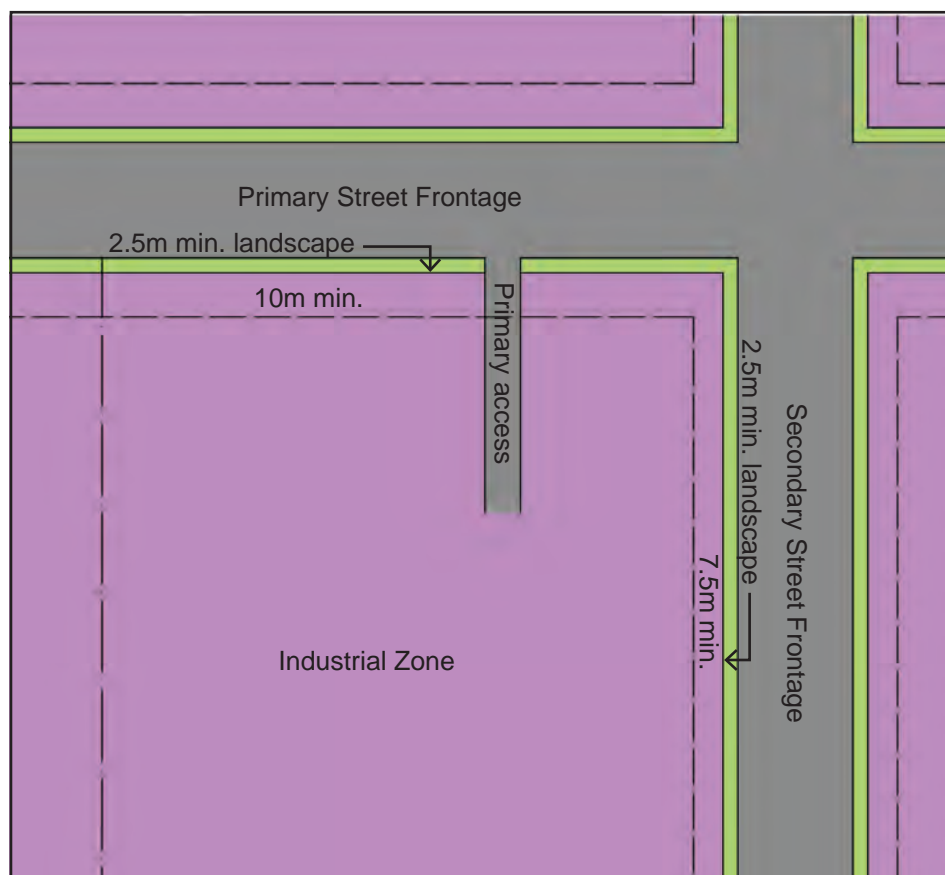 Primary Street Frontage
2.5m min. landscape
10m min.
Primary access
2.5m min. landscape
Secondary Street Frontage
7.5m min.
Industrial Zone